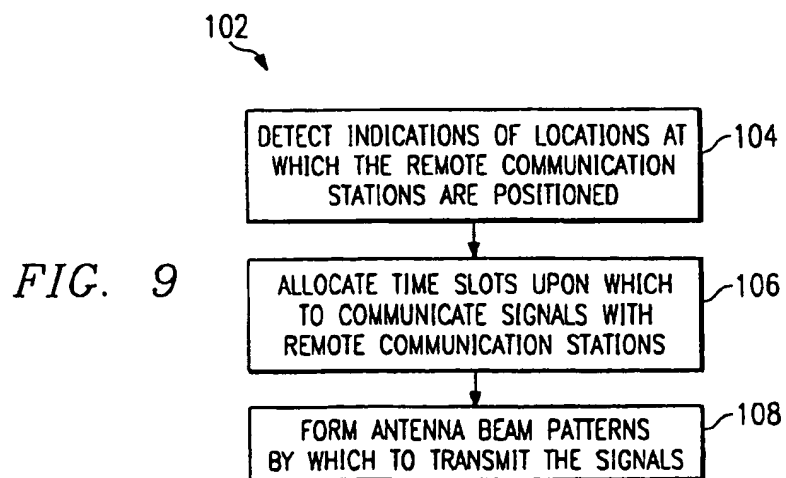 102
DETECT INDICATIONS OF LOCATIONS AT
WHICH THE REMOTE COMMUNICATION
STATIONS ARE POSITIONED
104
FIG. 9
ALLOCATE TIME SLOTS UPON WHICH
TO COMMUNICATE SIGNALS WITH
REMOTE COMMUNICATION STATIONS
106
FORM ANTENNA BEAM PATTERNS
BY WHICH TO TRANSMIT THE SIGNALS
108